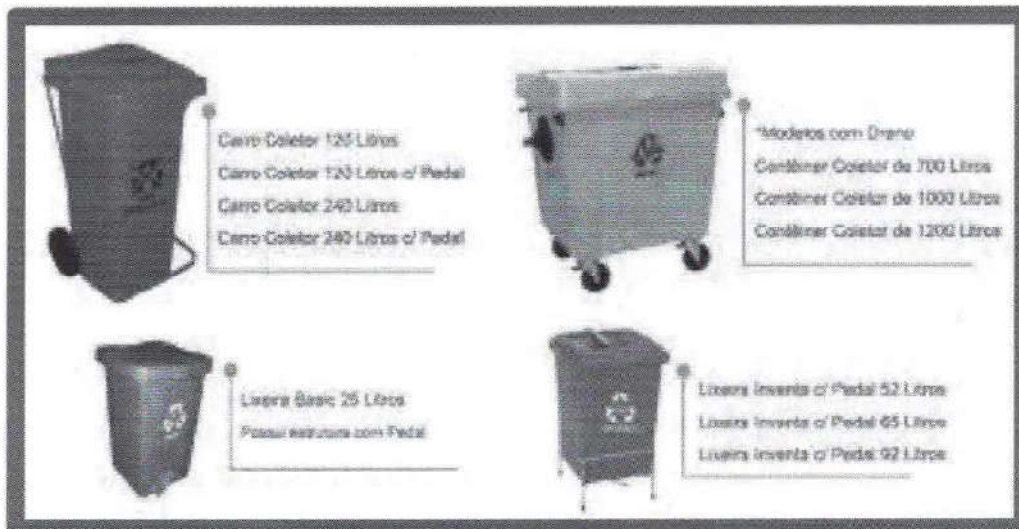 Carro Coletor 120 Litros
Carro Coletor 120 Litros c/ Pedal
Carro Coletor 240 Litros
Carro Coletor 240 Litros c/ Pedal
*Modelos com Dreno
Contêiner Coletor de 700 Litros
Contêiner Coletor de 1000 Litros
Contêiner Coletor de 1200 Litros
Lixeira Basic 25 Litros
Possui estrutura com Pedal
Lixeira Inventa c/ Pedal 52 Litros
Lixeira Inventa c/ Pedal 65 Litros
Lixeira Inventa c/ Pedal 92 Litros